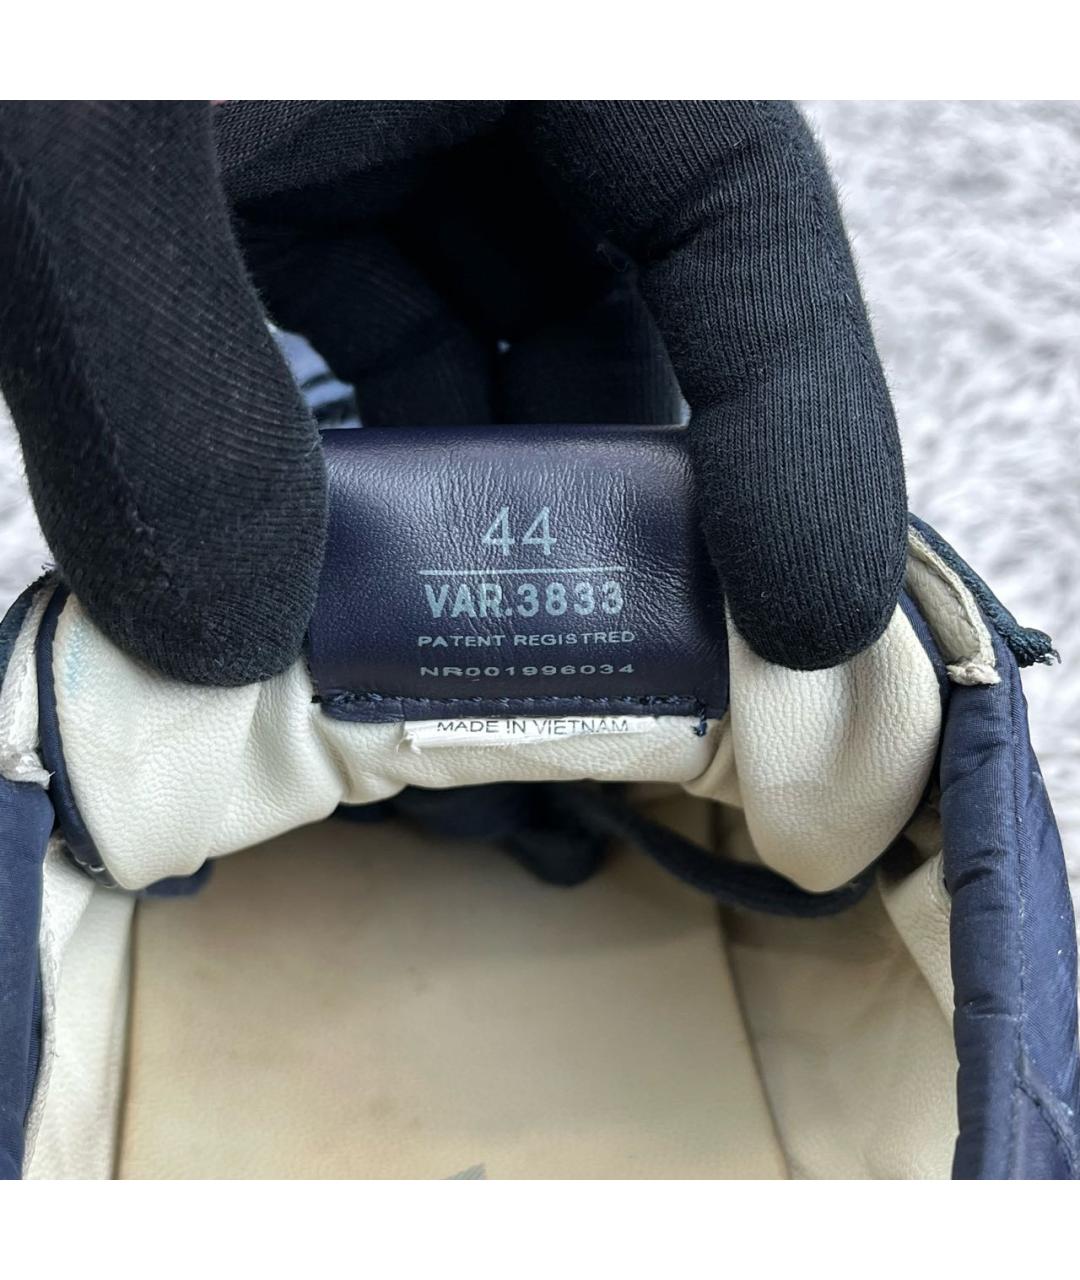 44
VAR.3833
PATENT REGISTRED
NR001996034
MADE IN VIETNAM